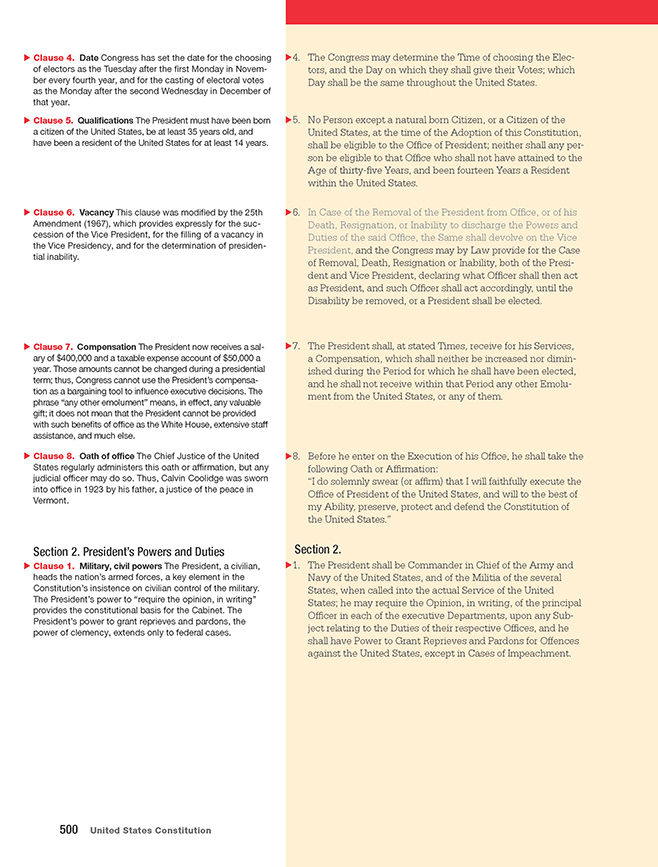 ▶ Clause 4. Date Congress has set the date for the choosing
of electors as the Tuesday after the first Monday in Novem-
ber every fourth year, and for the casting of electoral votes
as the Monday after the second Wednesday in December of
that year.
▶ Clause 5. Qualifications The President must have been born
a citizen of the United States, be at least 35 years old, and
have been a resident of the United States for at least 14 years.
▶ Clause 6. Vacancy This clause was modified by the 25th
Amendment (1967), which provides expressly for the suc-
cession of the Vice President, for the filling of a vacancy in
the Vice Presidency, and for the determination of presiden-
tial inability.
▶ Clause 7. Compensation The President now receives a sal-
ary of $400,000 and a taxable expense account of $50,000 a
year. Those amounts cannot be changed during a presidential
term; thus, Congress cannot use the President's compensa-
tion as a bargaining tool to influence executive decisions. The
phrase "any other emolument" means, in effect, any valuable
gift; it does not mean that the President cannot be provided
with such benefits of office as the White House, extensive staff
assistance, and much else.
▶ Clause 8. Oath of office The Chief Justice of the United
States regularly administers this oath or affirmation, but any
judicial officer may do so. Thus, Calvin Coolidge was sworn
into office in 1923 by his father, a justice of the peace in
Vermont.
Section 2. President's Powers and Duties
▶ Clause 1. Military, civil powers The President, a civilian,
heads the nation's armed forces, a key element in the
Constitution's insistence on civilian control of the military.
The President's power to "require the opinion, in writing"
provides the constitutional basis for the Cabinet. The
President's power to grant reprieves and pardons, the
power of clemency, extends only to federal cases.
▶4. The Congress may determine the Time of choosing the Elec-
tors, and the Day on which they shall give their Votes; which
Day shall be the same throughout the United States.
▶5. No Person except a natural born Citizen, or a Citizen of the
United States, at the time of the Adoption of this Constitution,
shall be eligible to the Office of President; neither shall any per-
son be eligible to that Office who shall not have attained to the
Age of thirty-five Years, and been fourteen Years a Resident
within the United States.
▶6. In Case of the Removal of the President from Office, or of his
Death, Resignation, or Inability to discharge the Powers and
Duties of the said Office, the Same shall devolve on the Vice
President, and the Congress may by Law provide for the Case
of Removal, Death, Resignation or Inability, both of the Presi-
dent and Vice President, declaring what Officer shall then act
as President, and such Officer shall act accordingly, until the
Disability be removed, or a President shall be elected.
▶7. The President shall, at stated Times, receive for his Services,
a Compensation, which shall neither be increased nor dimin-
ished during the Period for which he shall have been elected,
and he shall not receive within that Period any other Emolu-
ment from the United States, or any of them.
▶8. Before he enter on the Execution of his Office, he shall take the
following Oath or Affirmation:
"I do solemnly swear (or affirm) that I will faithfully execute the
Office of President of the United States, and will to the best of
my Ability, preserve, protect and defend the Constitution of
the United States."
Section 2.
▶1. The President shall be Commander in Chief of the Army and
Navy of the United States, and of the Militia of the several
States, when called into the actual Service of the United
States; he may require the Opinion, in writing, of the principal
Officer in each of the executive Departments, upon any Sub-
ject relating to the Duties of their respective Offices, and he
shall have Power to Grant Reprieves and Pardons for Offences
against the United States, except in Cases of Impeachment.
500 United States Constitution